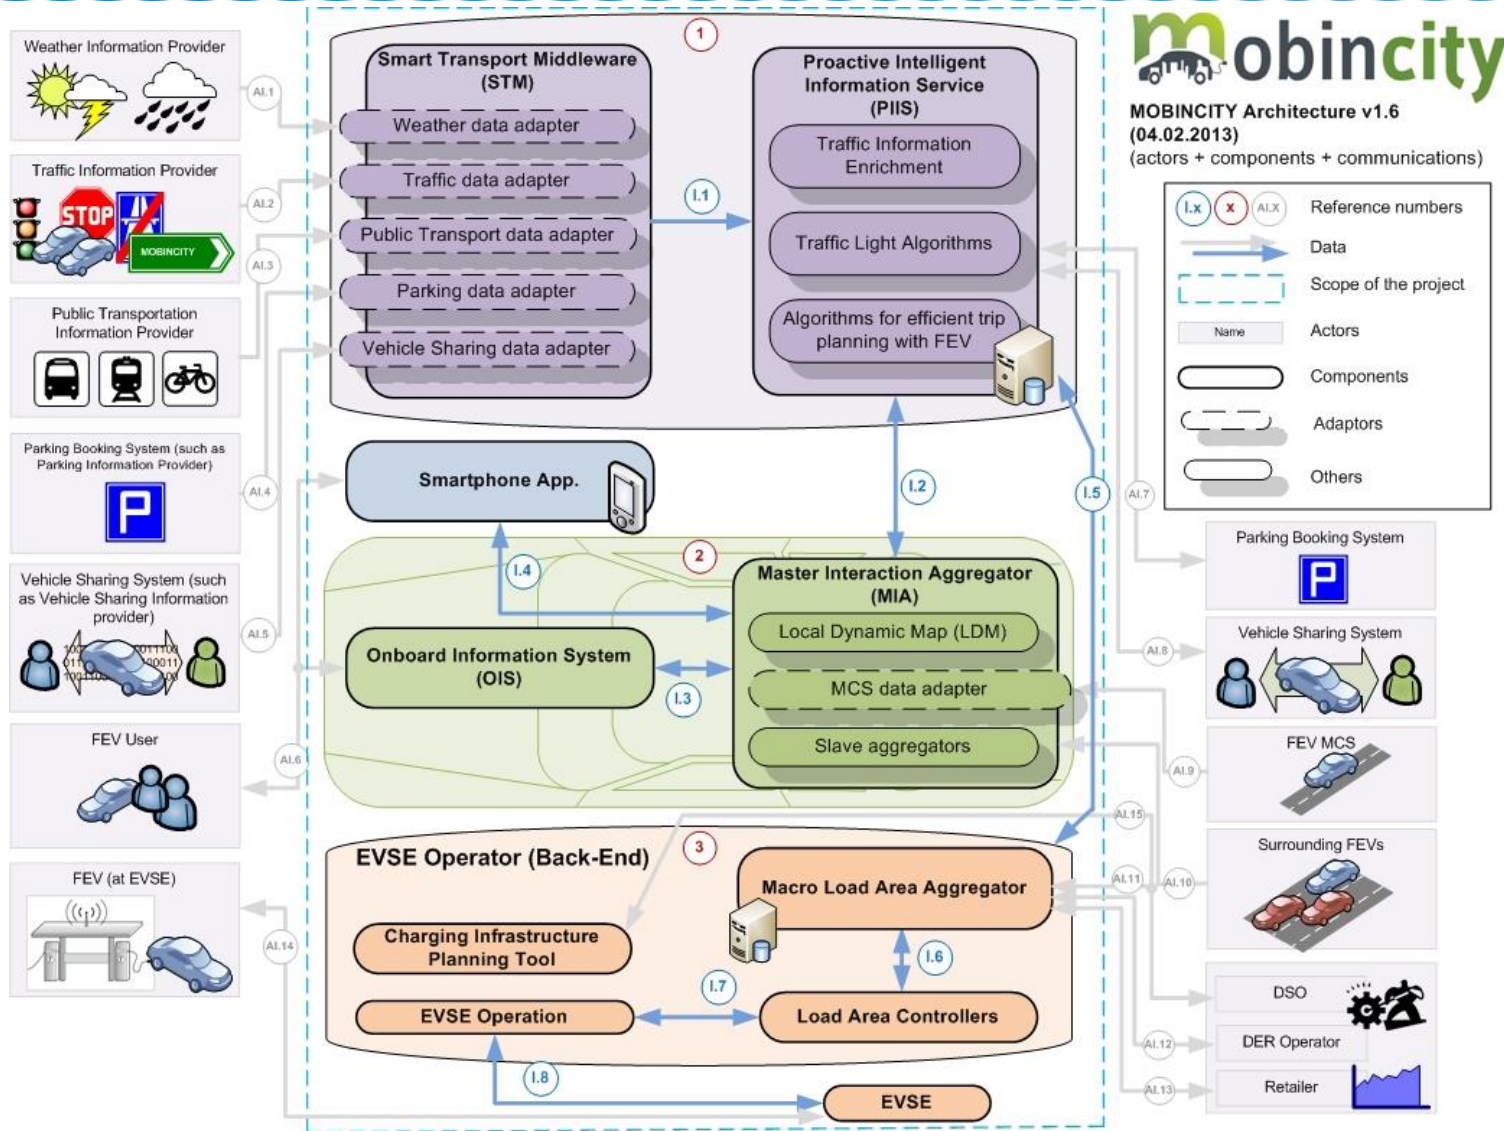 Weather Information Provider
AI.1
Traffic Information Provider
STOP
MOBINCITY
AI.2
AI.3
Public Transportation
Information Provider
Parking Booking System (such as
Parking Information Provider)
P
AI.4
Vehicle Sharing System (such
as Vehicle Sharing Information
provider)
AI.5
FEV User
AI.6
FEV (at EVSE)
AI.14
1
Smart Transport Middleware
(STM)
Weather data adapter
Traffic data adapter
Public Transport data adapter
Parking data adapter
Vehicle Sharing data adapter
I.1
Proactive Intelligent
Information Service
(PIIS)
Traffic Information
Enrichment
Traffic Light Algorithms
Algorithms for efficient trip
planning with FEV
Smartphone App.
I.2
I.5
AI.7
2
I.4
Master Interaction Aggregator
(MIA)
Local Dynamic Map (LDM)
MCS data adapter
Slave aggregators
Onboard Information System
(OIS)
I.3
3
EVSE Operator (Back-End)
Macro Load Area Aggregator
Charging Infrastructure
Planning Tool
I.6
I.7
EVSE Operation
Load Area Controllers
I.8
EVSE
mobincity
MOBINCITY Architecture v1.6
(04.02.2013)
(actors + components + communications)
I.x x AI.X Reference numbers
Data
Scope of the project
Name Actors
Components
Adaptors
Others
Parking Booking System
P
AI.8
Vehicle Sharing System
FEV MCS
AI.9
AI.15
Surrounding FEVs
AI.11
AI.10
DSO
AI.12
DER Operator
AI.13
Retailer